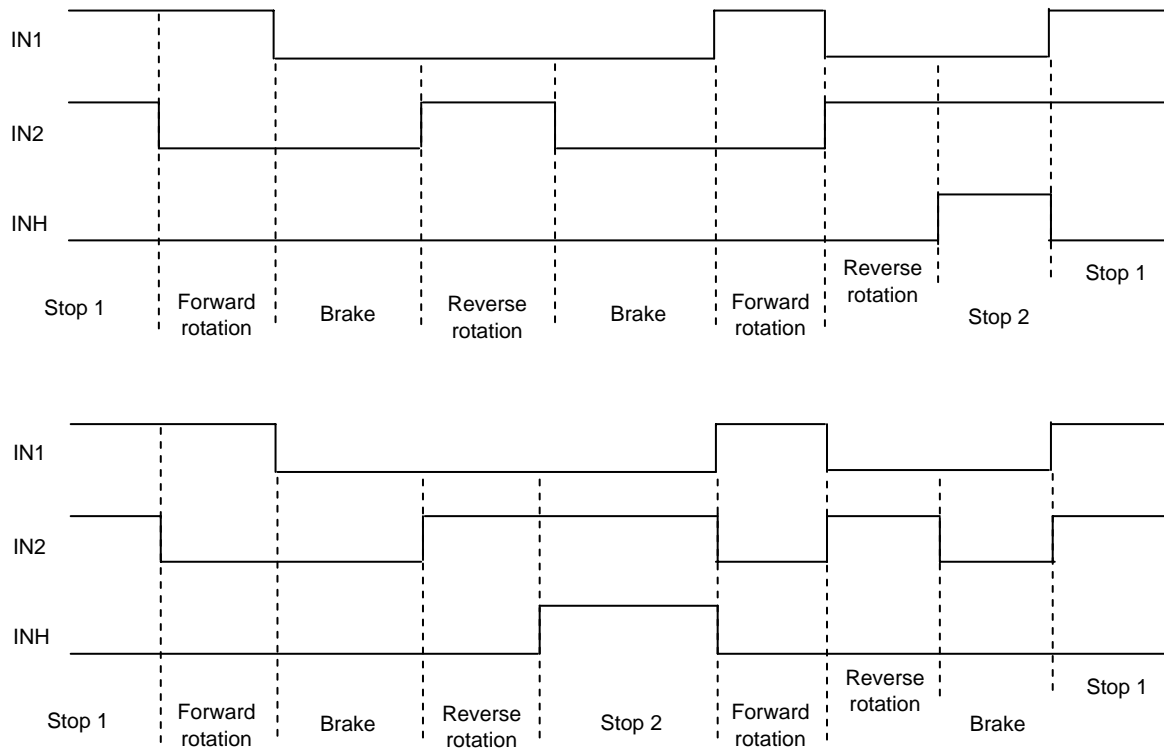 IN1
IN2
INH
Stop 1
Forward
rotation
Brake
Reverse
rotation
Brake
Forward
rotation
Reverse
rotation
Stop 2
Stop 1
IN1
IN2
INH
Stop 1
Forward
rotation
Brake
Reverse
rotation
Stop 2
Forward
rotation
Reverse
rotation
Brake
Stop 1